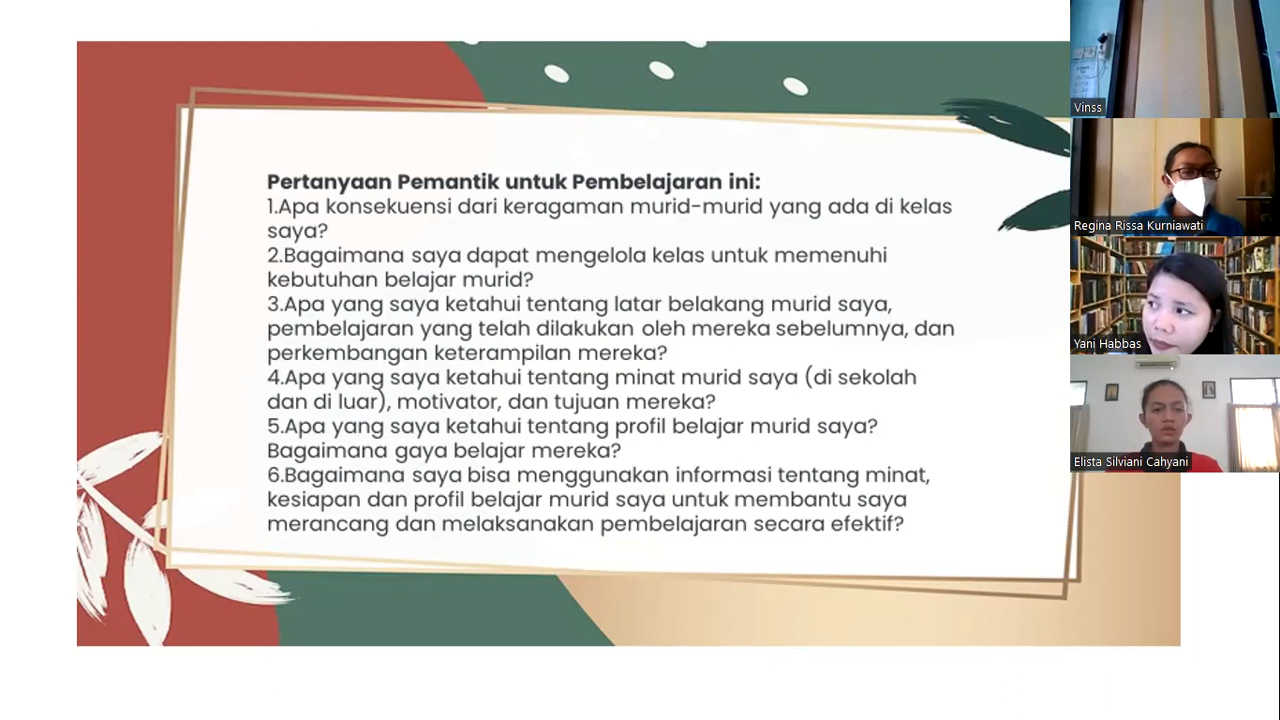 Pertanyaan Pemantik untuk Pembelajaran ini:
1.Apa konsekuensi dari keragaman murid-murid yang ada di kelas
saya?
2.Bagaimana saya dapat mengelola kelas untuk memenuhi
kebutuhan belajar murid?
3.Apa yang saya ketahui tentang latar belakang murid saya,
pembelajaran yang telah dilakukan oleh mereka sebelumnya, dan
perkembangan keterampilan mereka?
4.Apa yang saya ketahui tentang minat murid saya (di sekolah
dan di luar), motivator, dan tujuan mereka?
5.Apa yang saya ketahui tentang profil belajar murid saya?
Bagaimana gaya belajar mereka?
6.Bagaimana saya bisa menggunakan informasi tentang minat,
kesiapan dan profil belajar murid saya untuk membantu saya
merancang dan melaksanakan pembelajaran secara efektif?
Vinss
Regina Rissa Kurniawati
Yani Habbas
Elista Silviani Cahyani